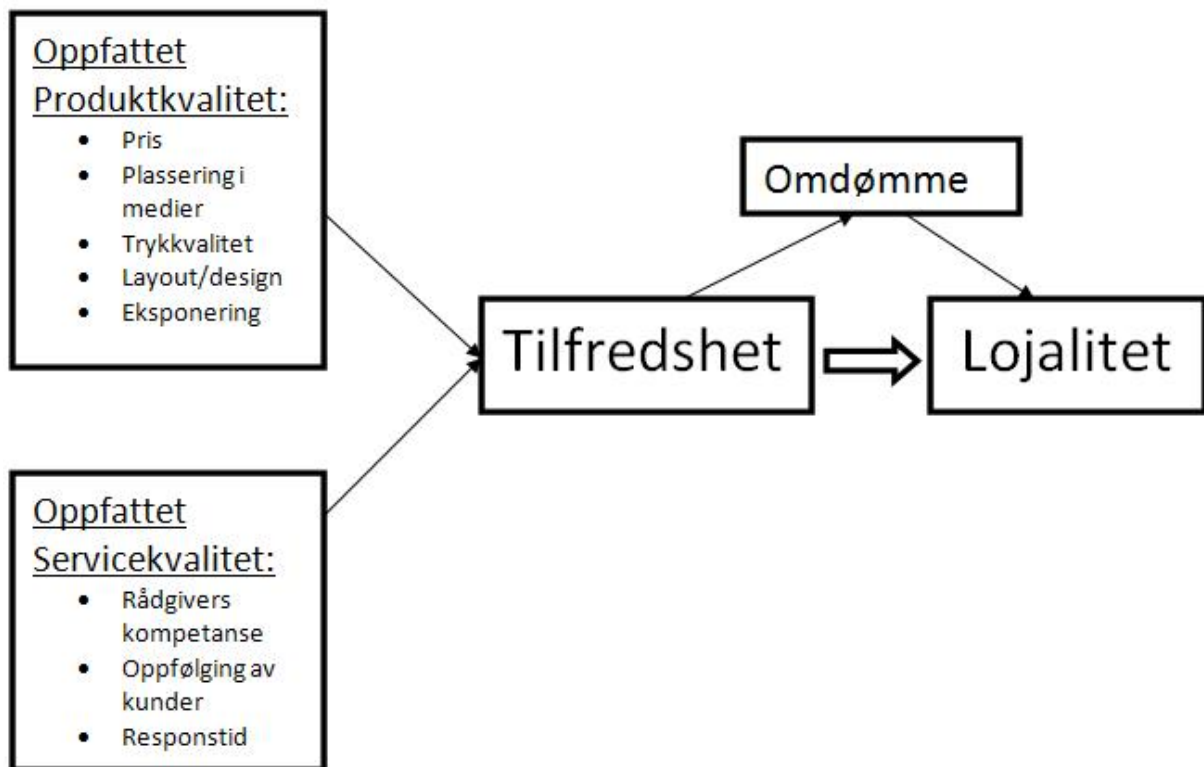 Oppfattet
Produktkvalitet:
• Pris
• Plassering i
medier
• Trykkvalitet
• Layout/design
• Eksponering
Omdømme
Tilfredshet
Lojalitet
Oppfattet
Servicekvalitet:
• Rådgivers
kompetanse
• Oppfølging av
kunder
• Responstid